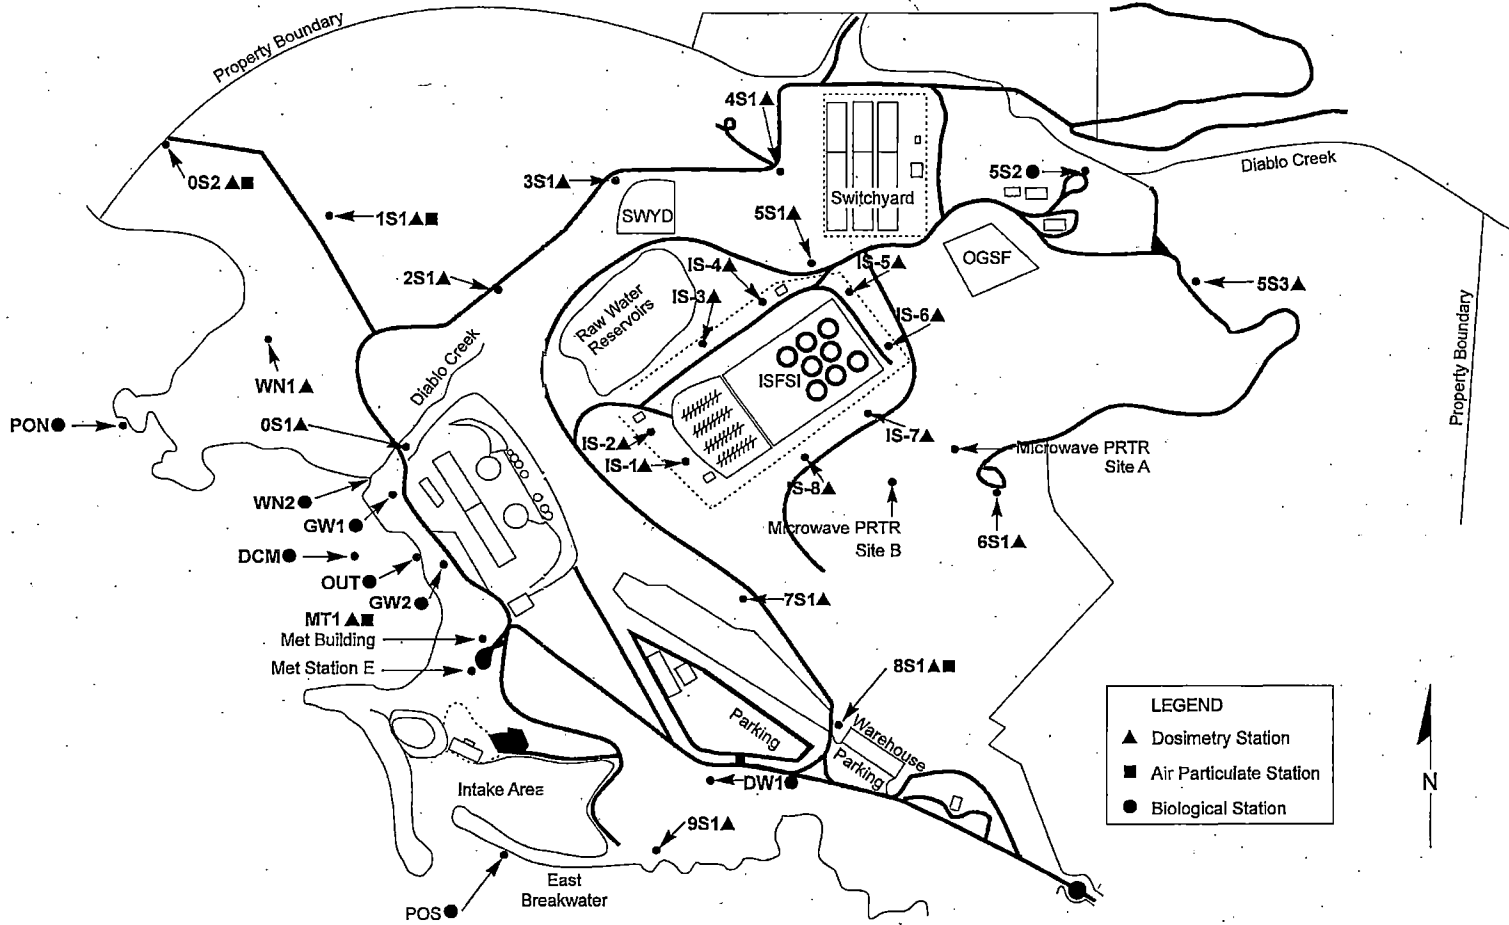 Property Boundary
4S1▲
0S2▲■
1S1▲■
3S1▲
SWYD
5S1▲
Switchyard
5S2●
Diablo Creek
OGSF
2S1▲
IS-4▲
IS-3▲
IS-5▲
IS-6▲
5S3▲
Raw Water
Reservoirs
Property Boundary
Diablo Creek
WN1▲
ISFSI
PON●
0S1▲
IS-2▲
IS-1▲
IS-7▲
IS-8▲
Microwave PRTR
Site A
WN2●
GW1●
Microwave PRTR
Site B
6S1▲
DCM●
OUT●
GW2●
MT1▲■
Met Building
Met Station E
7S1▲
8S1▲■
Parking
Warehouse
Parking
LEGEND
▲ Dosimetry Station
■ Air Particulate Station
● Biological Station
N
Intake Area
DW1●
9S1▲
East
Breakwater
POS●